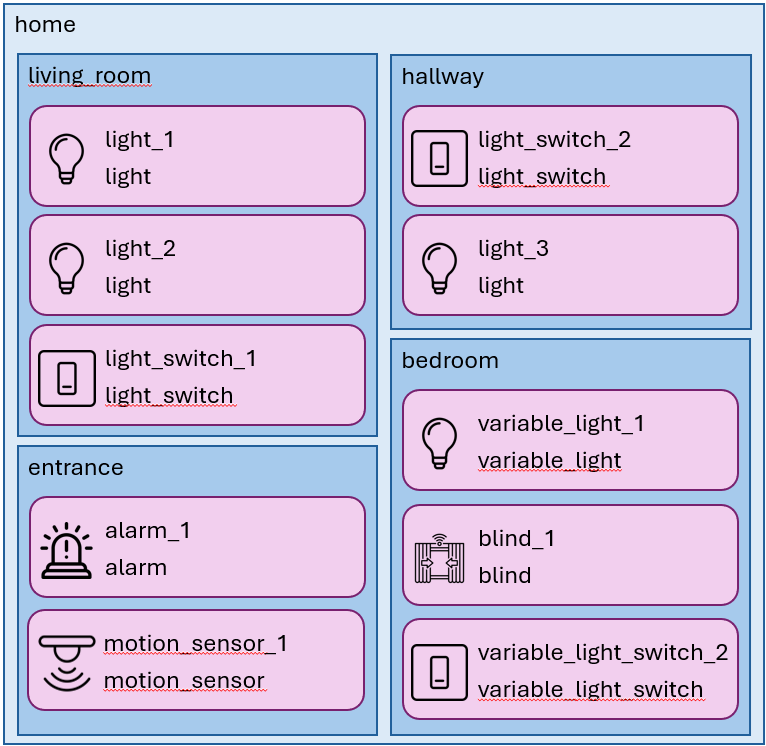 home
living_room
light_1
light
light_2
light
light_switch_1
light_switch
entrance
alarm_1
alarm
motion_sensor_1
motion_sensor
hallway
light_switch_2
light_switch
light_3
light
bedroom
variable_light_1
variable_light
blind_1
blind
variable_light_switch_2
variable_light_switch